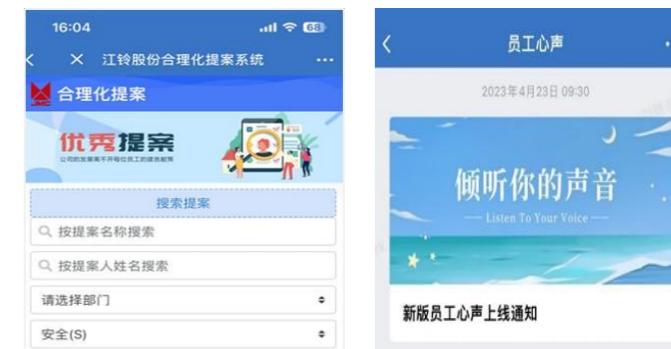 16:04
68
江铃股份合理化提案系统
合理化提案
优秀提案
搜索提案
按提案名称搜索
按提案人姓名搜索
请选择部门
安全(S)
员工心声
2023年4月23日 09:30
倾听你的声音
Listen To Your Voice
新版员工心声上线通知